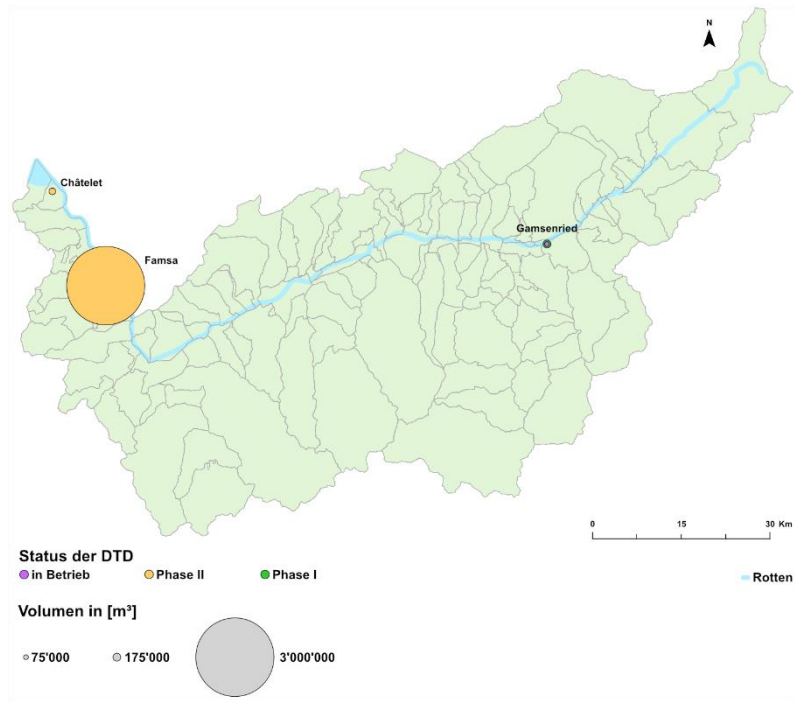 N
Châtelet
Gamsenried
Famsa
0 15 30 Km
Status der DTD
in Betrieb Phase II Phase I
Rotten
Volumen in [m³]
75'000 175'000 3'000'000